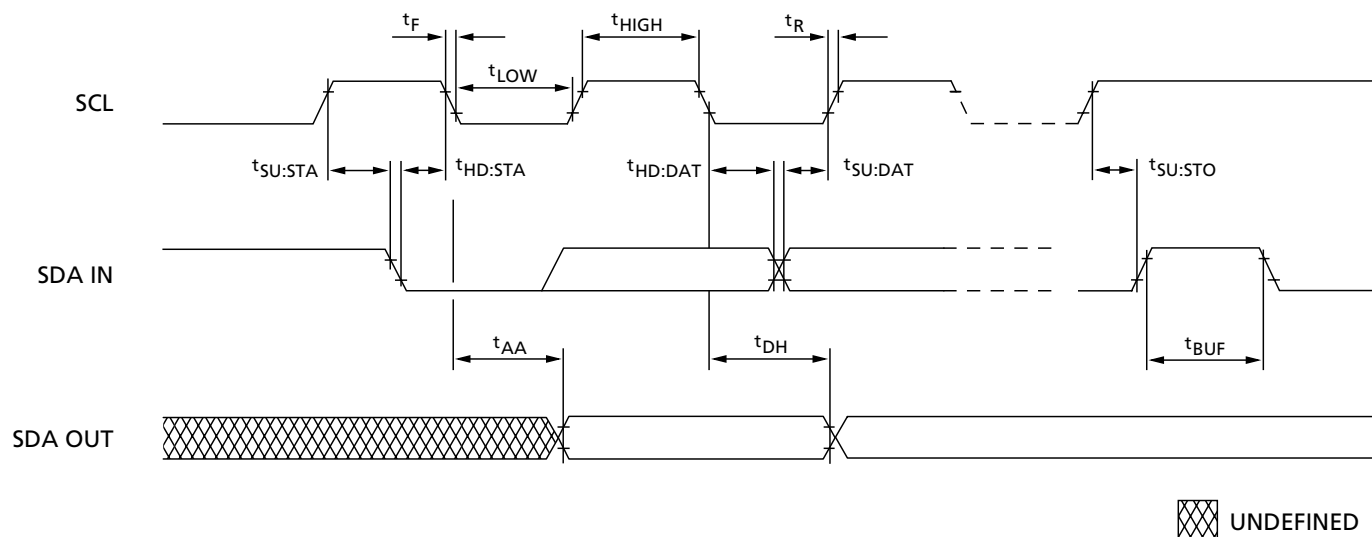 tF
tHIGH
tR
tLOW
SCL
tSU:STA
tHD:STA
tHD:DAT
tSU:DAT
tSU:STO
SDA IN
tAA
tDH
tBUF
SDA OUT
UNDEFINED